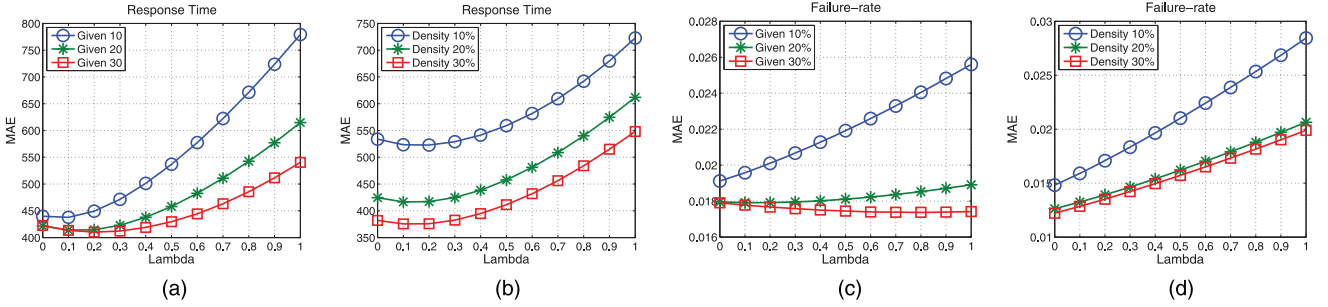 Response Time
800
750
700
650
600
550
500
450
400
MAE
Given 10
Given 20
Given 30
0 0.1 0.2 0.3 0.4 0.5 0.6 0.7 0.8 0.9 1
Lambda
(a)
Response Time
750
700
650
600
550
500
450
400
350
MAE
Density 10%
Density 20%
Density 30%
0 0.1 0.2 0.3 0.4 0.5 0.6 0.7 0.8 0.9 1
Lambda
(b)
Failure-rate
0.028
0.026
0.024
0.022
0.02
0.018
0.016
MAE
Given 10%
Given 20%
Given 30%
0 0.1 0.2 0.3 0.4 0.5 0.6 0.7 0.8 0.9 1
Lambda
(c)
Failure-rate
0.03
0.025
0.02
0.015
0.01
MAE
Density 10%
Density 20%
Density 30%
0 0.1 0.2 0.3 0.4 0.5 0.6 0.7 0.8 0.9 1
Lambda
(d)